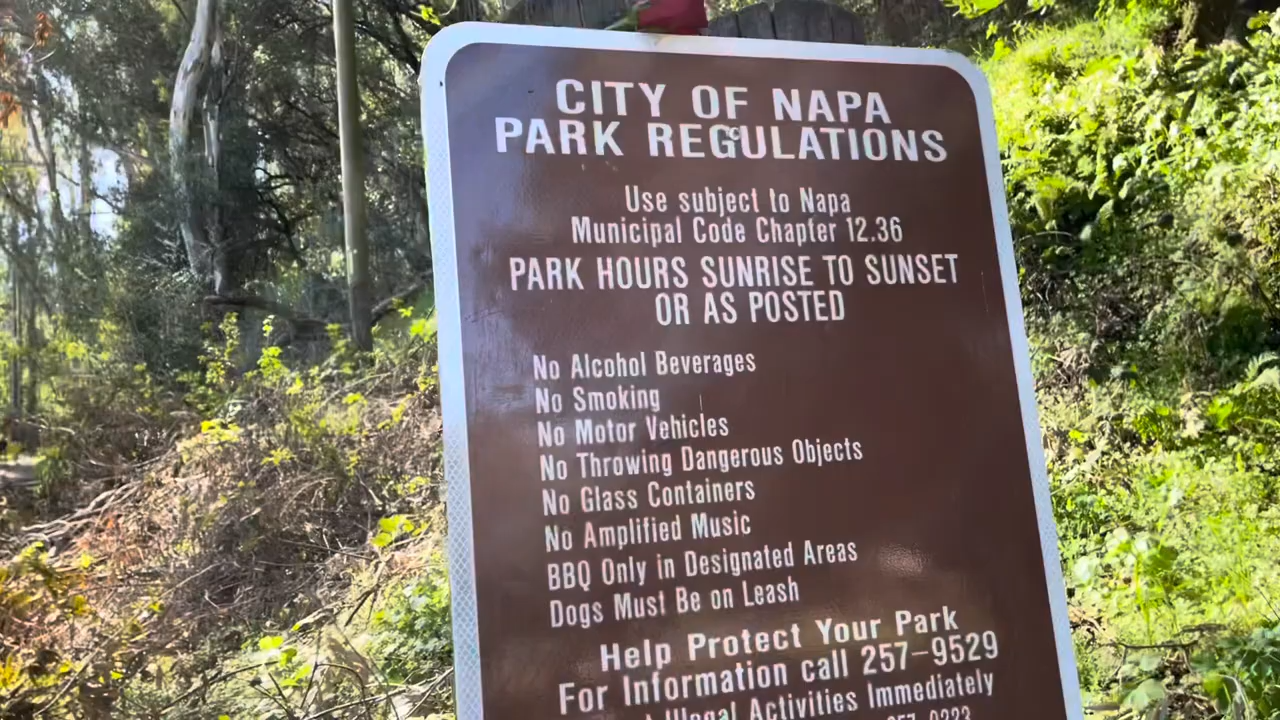 CITY OF NAPA
PARK REGULATIONS
Use subject to Napa
Municipal Code Chapter 12.36
PARK HOURS SUNRISE TO SUNSET
OR AS POSTED
No Alcohol Beverages
No Smoking
No Motor Vehicles
No Throwing Dangerous Objects
No Glass Containers
No Amplified Music
BBQ Only in Designated Areas
Dogs Must Be on Leash
Help Protect Your Park
For Information call 257-9529
Illegal Activities Immediately